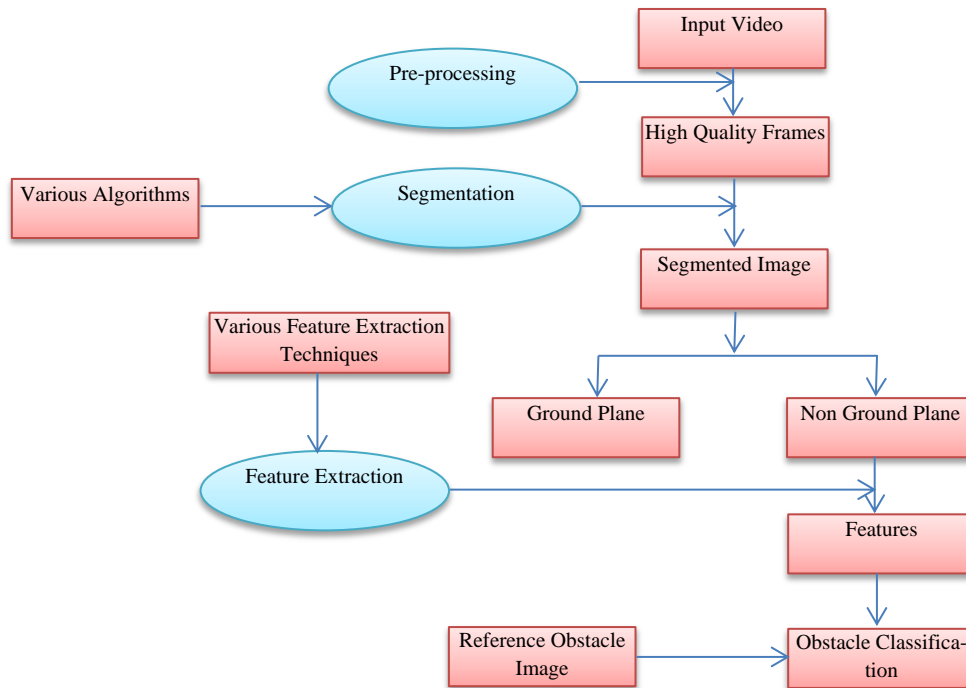 Input Video
Pre-processing
High Quality Frames
Various Algorithms
Segmentation
Segmented Image
Various Feature Extraction
Techniques
Ground Plane
Non Ground Plane
Feature Extraction
Features
Reference Obstacle
Image
Obstacle Classifica-
tion